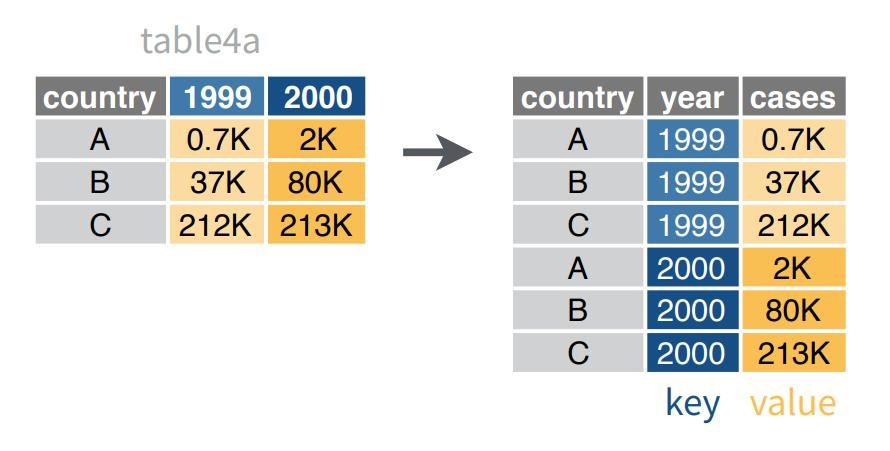 table4a
country 1999 2000
A 0.7K 2K
B 37K 80K
C 212K 213K
country year cases
A 1999 0.7K
B 1999 37K
C 1999 212K
A 2000 2K
B 2000 80K
C 2000 213K
key value